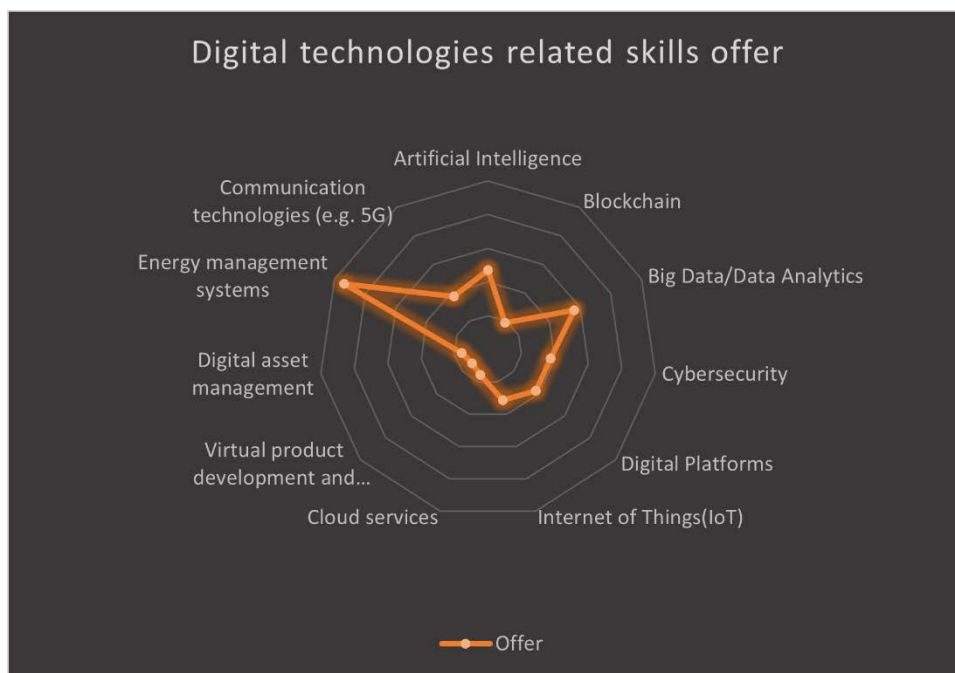 Digital technologies related skills offer
Artificial Intelligence
Blockchain
Big Data/Data Analytics
Cybersecurity
Digital Platforms
Internet of Things(IoT)
Cloud services
Virtual product
development and...
Digital asset
management
Energy management
systems
Communication
technologies (e.g. 5G)
Offer